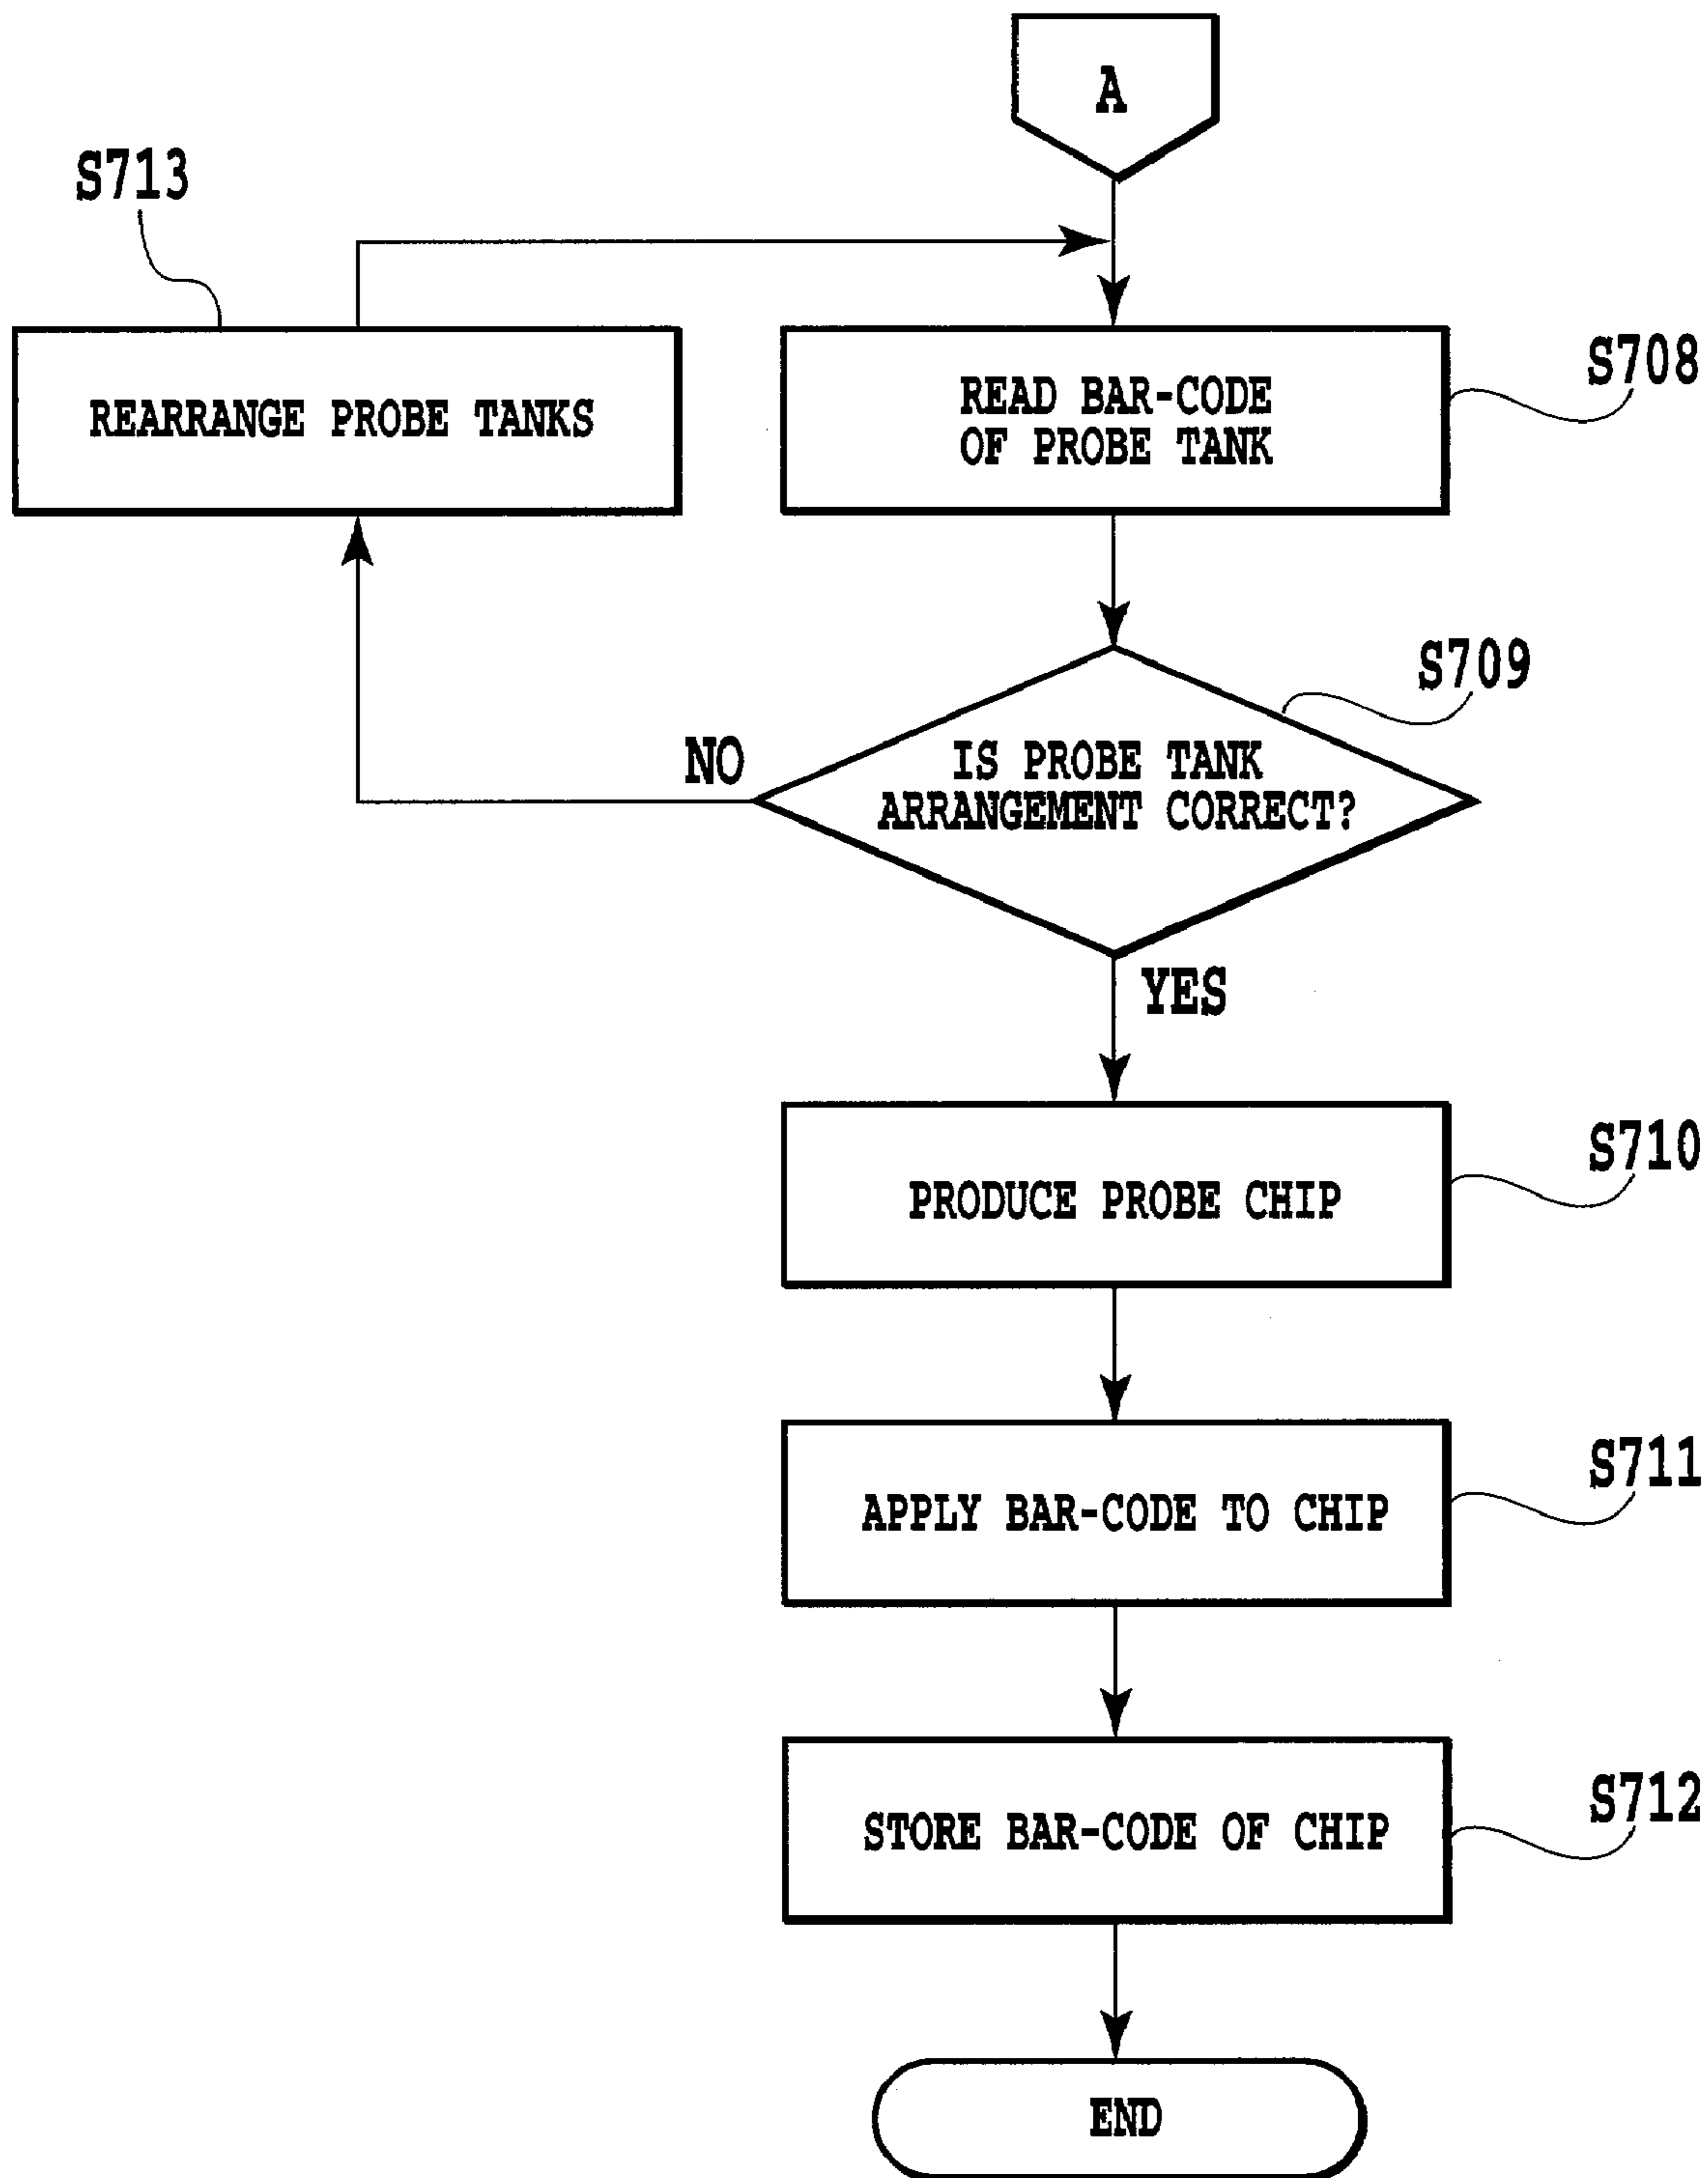 A
S713
S708
REARRANGE PROBE TANKS
READ BAR-CODE
OF PROBE TANK
S709
NO
IS PROBE TANK
ARRANGEMENT CORRECT?
YES
S710
PRODUCE PROBE CHIP
S711
APPLY BAR-CODE TO CHIP
S712
STORE BAR-CODE OF CHIP
END